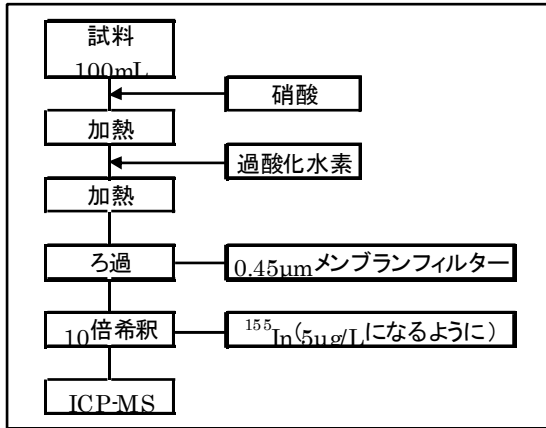 試料
100mL
硝酸
加熱
過酸化水素
加熱
ろ過
0.45μmメンブランフィルター
10倍希釈
155In(5μg/Lになるように)
ICP-MS